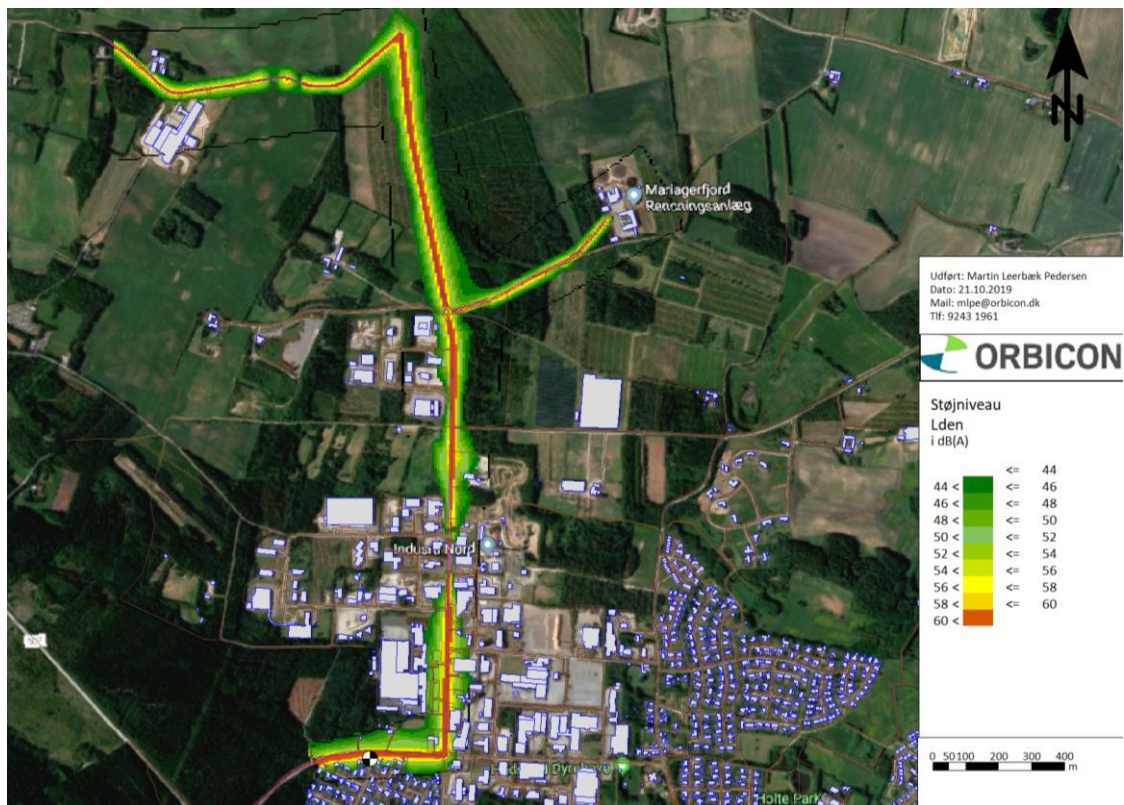 N
Mariagerfjord
Rencningsanlæg
Industri Nord
Holte Park
Udført: Martin Leerbæk Pedersen
Dato: 21.10.2019
Mail: mlpe@orbicon.dk
Tlf: 9243 1961
ORBICON
Støjniveau
Lden
i dB(A)
<= 44
44 < <= 46
46 < <= 48
48 < <= 50
50 < <= 52
52 < <= 54
54 < <= 56
56 < <= 58
58 < <= 60
60 <
0 50 100 200 300 400
m